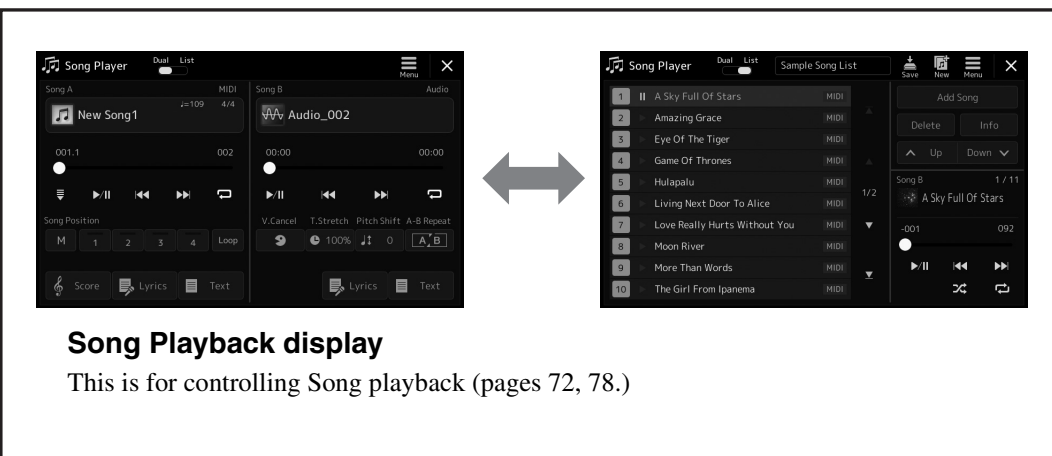 Song Player Dual List Menu
Song A MIDI
New Song1 ♩=109 4/4
001.1 002
Song Position
M 1 2 3 4 Loop
Score Lyrics Text
Song B Audio
Audio_002
00:00 00:00
V.Cancel T.Stretch Pitch Shift A-B Repeat
100% 0 A B
Lyrics Text
Song Player Dual List Sample Song List Save New Menu
1 A Sky Full Of Stars MIDI
2 Amazing Grace MIDI
3 Eye Of The Tiger MIDI
4 Game Of Thrones MIDI
5 Hulapalu MIDI
6 Living Next Door To Alice MIDI
7 Love Really Hurts Without You MIDI
8 Moon River MIDI
9 More Than Words MIDI
10 The Girl From Ipanema MIDI
1/2
Add Song
Delete Info
Up Down
Song B 1 / 11
A Sky Full Of Stars
-001 092
Song Playback display
This is for controlling Song playback (pages 72, 78.)